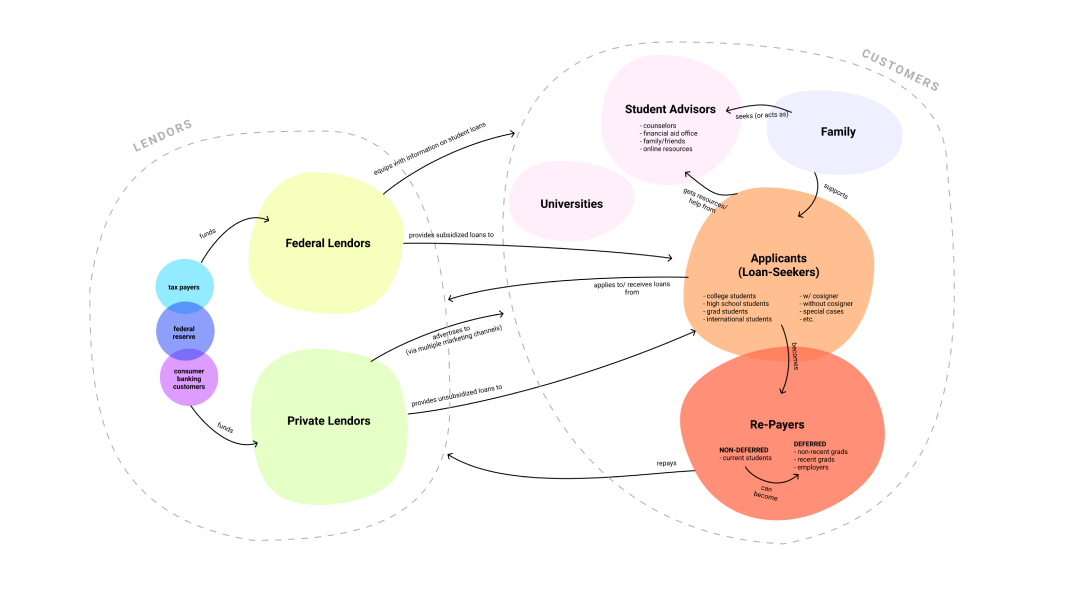 LENDORS
CUSTOMERS
tax payers
federal
reserve
consumer
banking
customers
funds
funds
Federal Lendors
Private Lendors
equips with information on student loans
provides subsidized loans to
applies to/ receives loans
from
advertises to
(via multiple marketing channels)
provides unsubsidized loans to
repays
Student Advisors
- counselors
- financial aid office
- family/friends
- online resources
seeks (or acts as)
Family
Universities
gets resources/
help from
supports
Applicants
(Loan-Seekers)
- college students
- high school students
- grad students
- international students
- w/ cosigner
- without cosigner
- special cases
- etc.
becomes
Re-Payers
NON-DEFERRED
- current students
DEFERRED
- non-recent grads
- recent grads
- employers
can
become